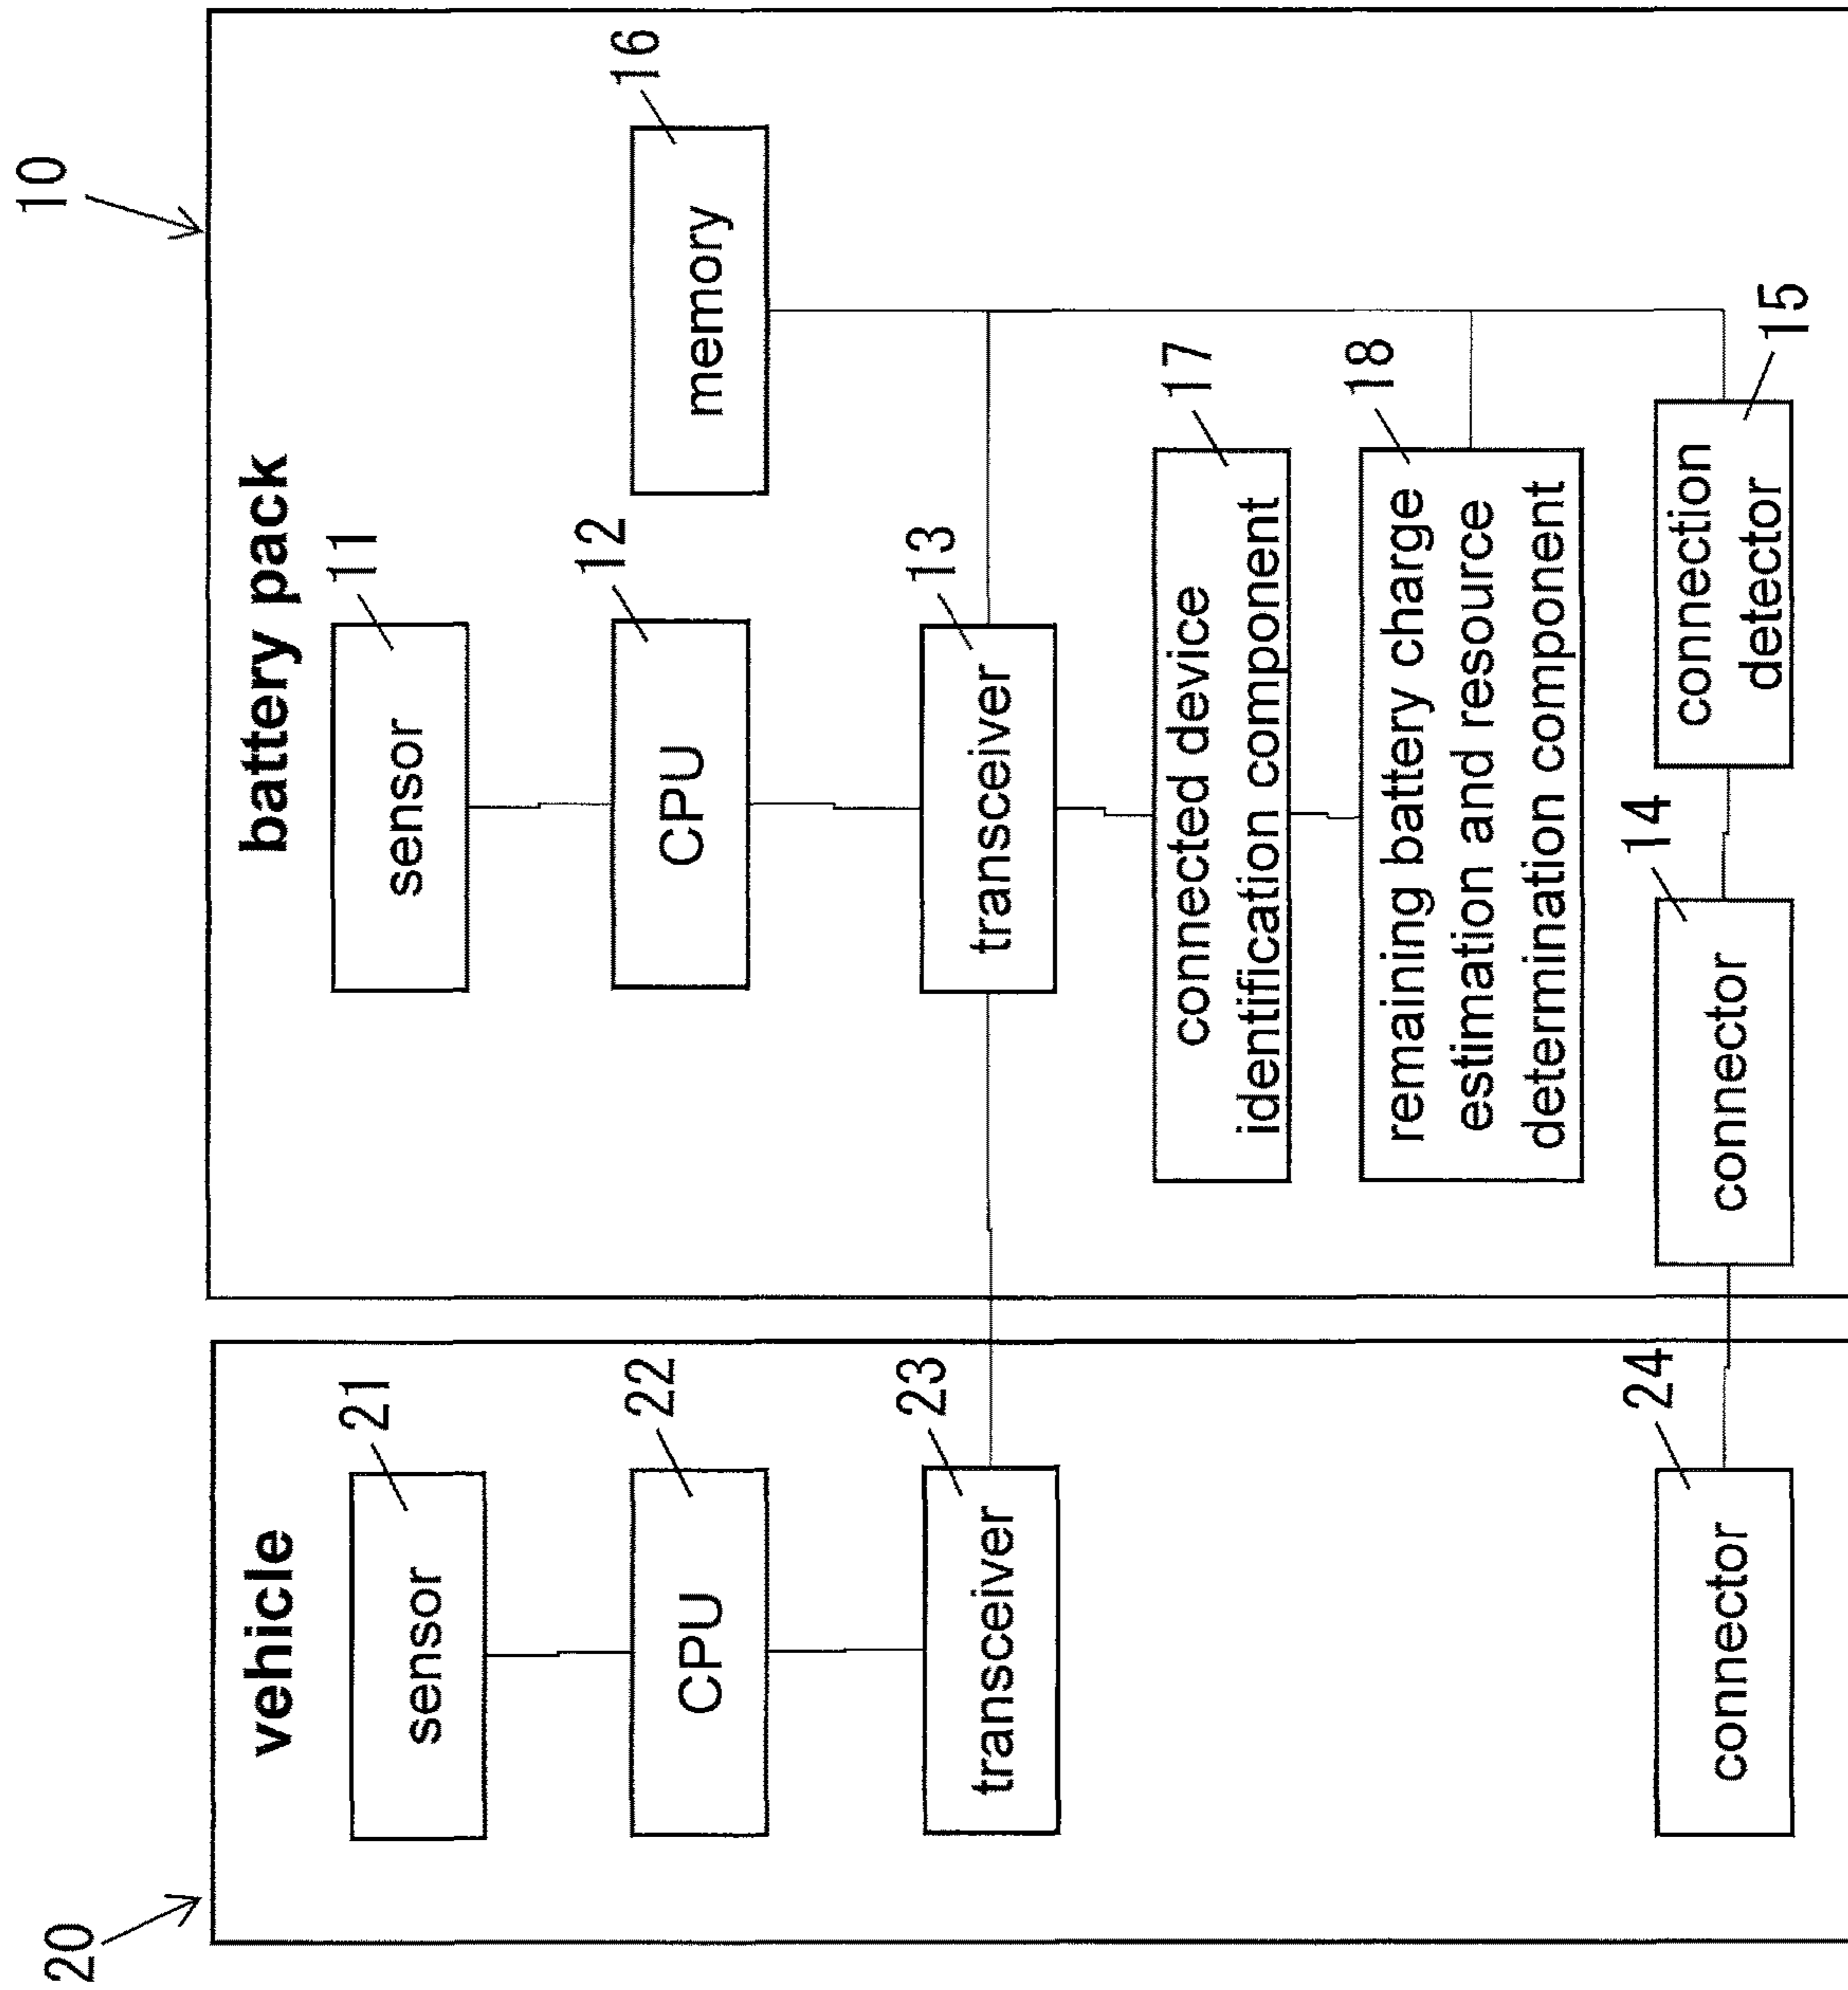 20
vehicle
21
sensor
22
CPU
23
transceiver
24
connector
10
battery pack
11
sensor
12
CPU
16
memory
13
transceiver
17
connected device
identification component
18
remaining battery charge
estimation and resource
determination component
14
connector
15
connection
detector